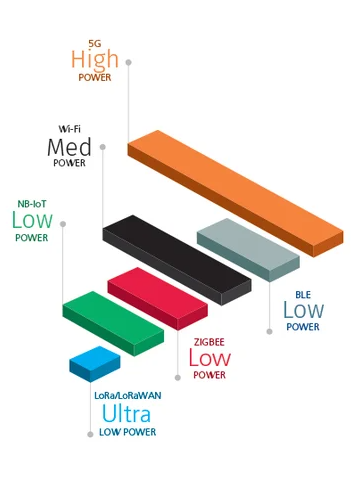 5G
High
POWER
Wi-Fi
Med
POWER
NB-IoT
Low
POWER
BLE
Low
POWER
ZIGBEE
Low
POWER
LoRa/LoRaWAN
Ultra
LOW POWER